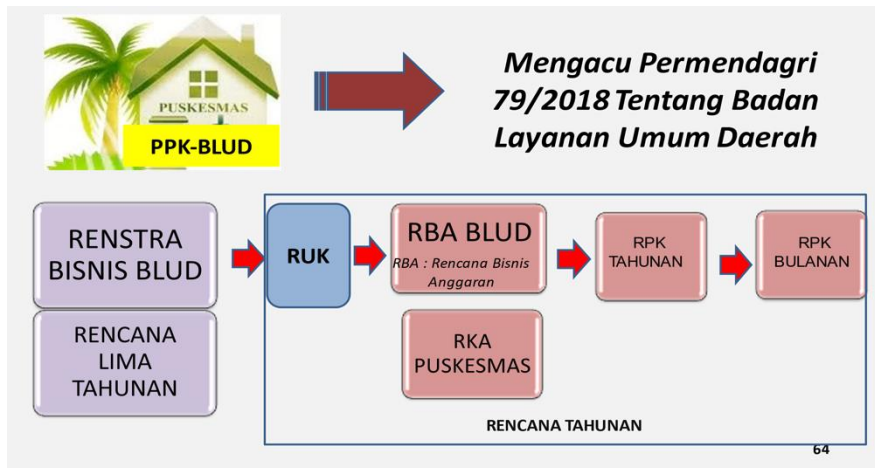 PUSKESMAS
PPK-BLUD
Mengacu Permendagri
79/2018 Tentang Badan
Layanan Umum Daerah
RENSTRA
BISNIS BLUD
RENCANA
LIMA
TAHUNAN
RUK
RBA BLUD
RBA : Rencana Bisnis
Anggaran
RKA
PUSKESMAS
RPK
TAHUNAN
RPK
BULANAN
RENCANA TAHUNAN
64